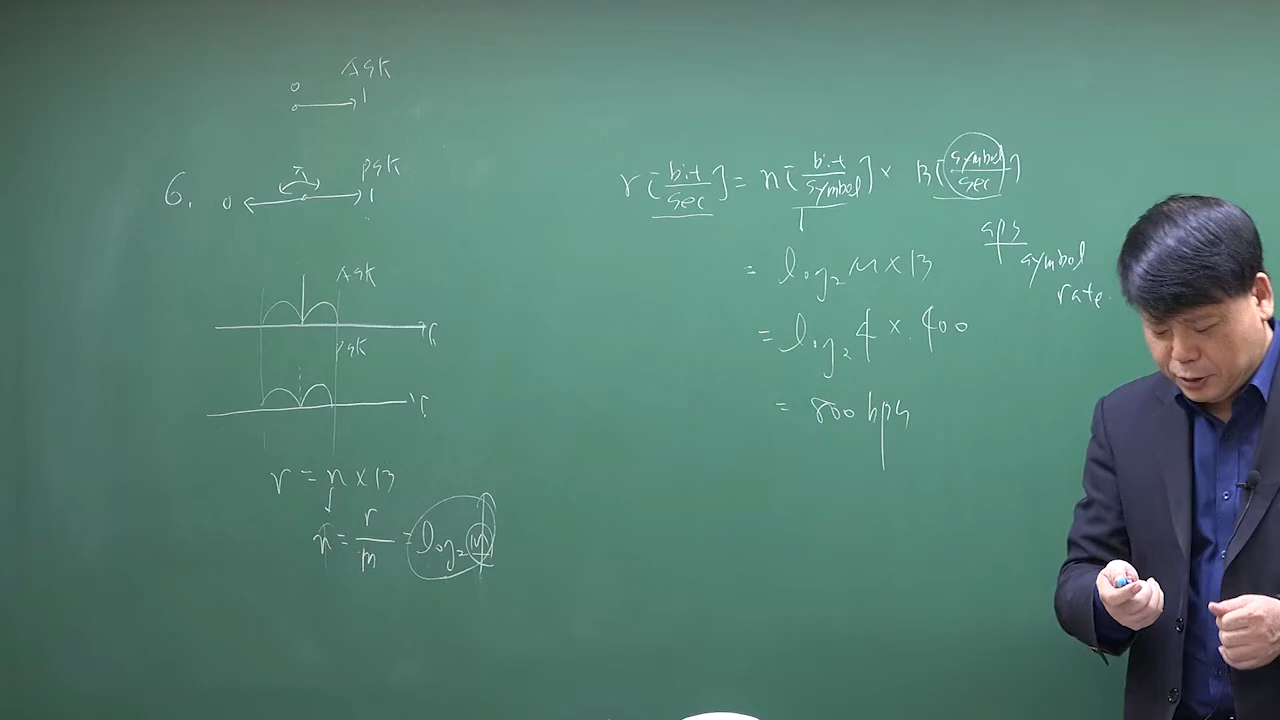 ASK
0
0 1
6.
π PSK
0 1
ASK
f
PSK
f
r = n × B
n = r/m = log₂ M
r [bit/sec] = n [bit/symbol] × B [symbol/sec]
sps
symbol
rate.
= log₂ M × B
= log₂ 4 × 400
= 800 bps